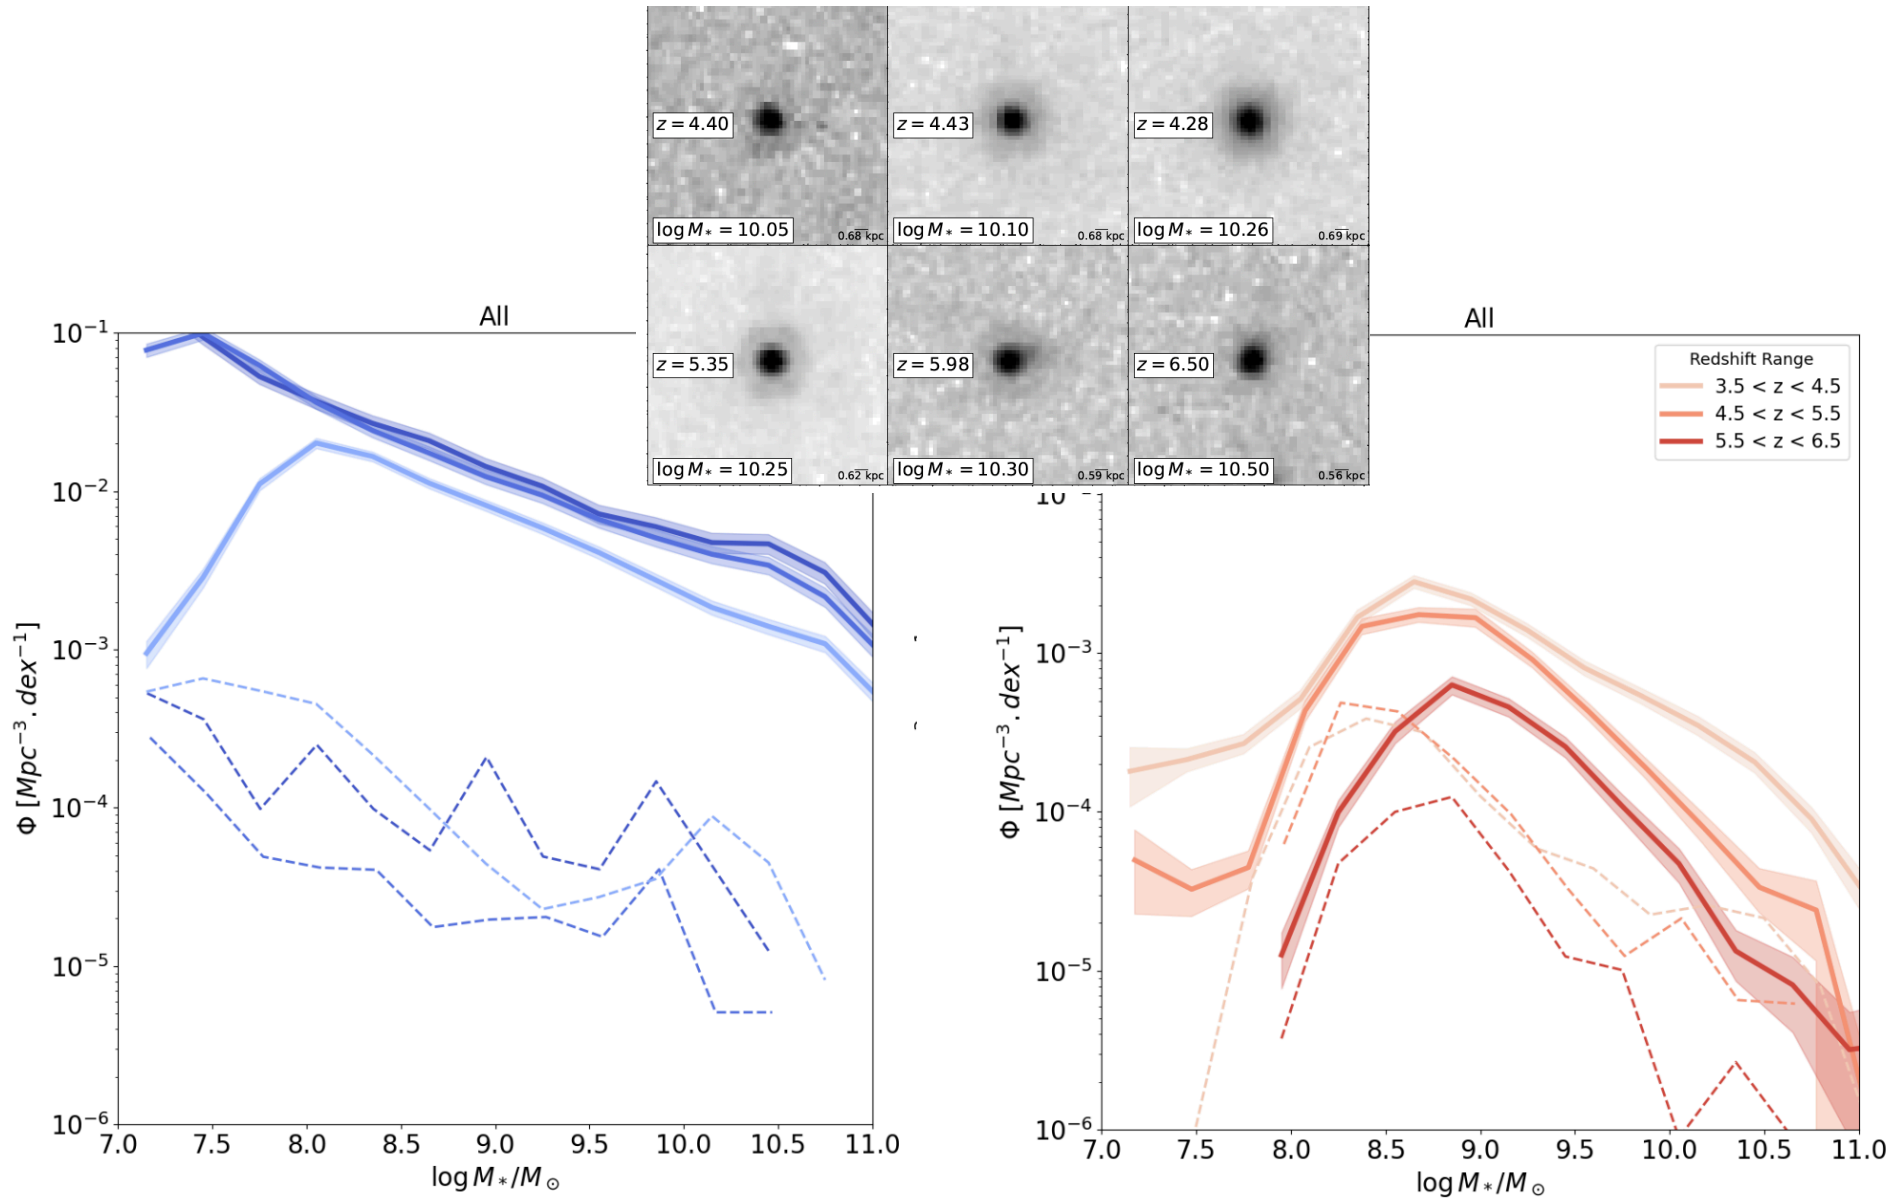 z = 4.40
z = 4.43
z = 4.28
log M* = 10.05
0.68 kpc
log M* = 10.10
0.68 kpc
log M* = 10.26
0.69 kpc
z = 5.35
z = 5.98
z = 6.50
log M* = 10.25
0.62 kpc
log M* = 10.30
0.59 kpc
log M* = 10.50
0.56 kpc
All
10⁻¹
10⁻²
10⁻³
10⁻⁴
10⁻⁵
10⁻⁶
Φ [Mpc⁻³. dex⁻¹]
7.0 7.5 8.0 8.5 9.0 9.5 10.0 10.5 11.0
log M*/M⊙
All
Redshift Range
3.5 < z < 4.5
4.5 < z < 5.5
5.5 < z < 6.5
10⁻³
10⁻⁴
10⁻⁵
10⁻⁶
Φ [Mpc⁻³. dex⁻¹]
7.0 7.5 8.0 8.5 9.0 9.5 10.0 10.5 11.0
log M*/M⊙